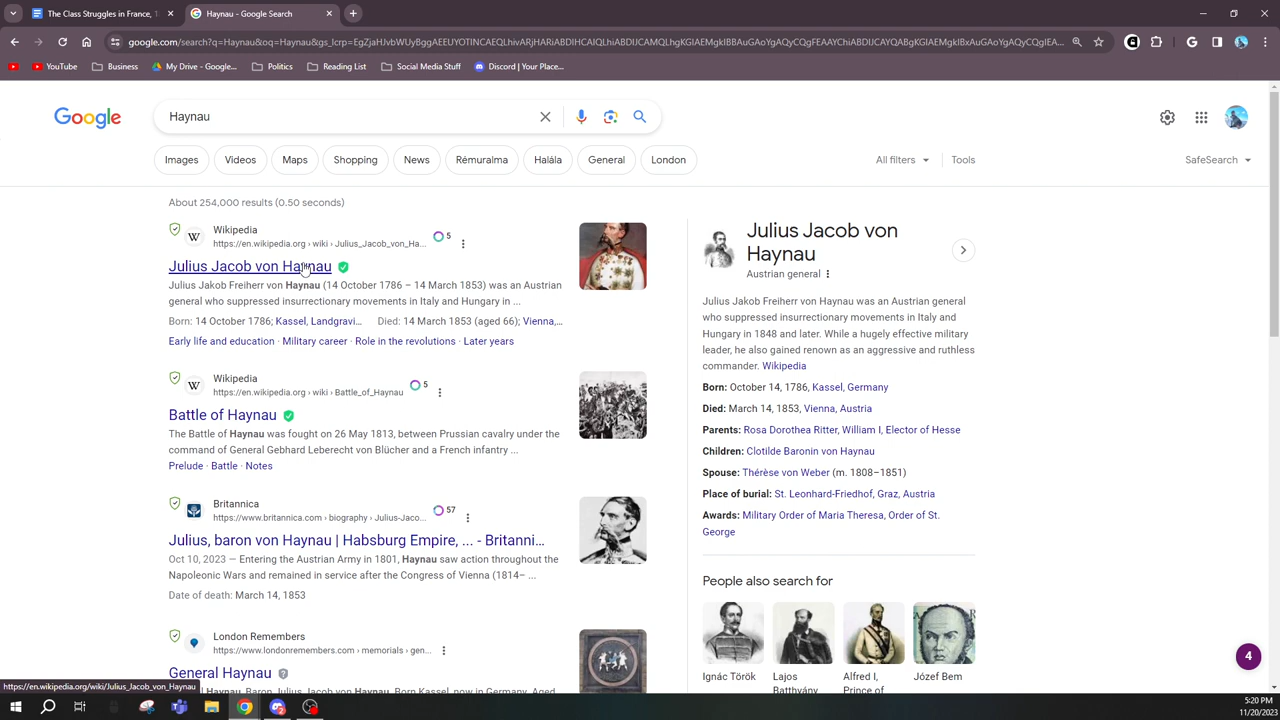 The Class Struggles in France, 1
Haynau - Google Search
google.com/search?q=Haynau&oq=Haynau&gs_lcrp=
YouTube
Business
My Drive - Google...
Politics
Reading List
Social Media Stuff
Discord | Your Place...
Google
Haynau
Images
Videos
Maps
Shopping
News
Rémuralma
Halála
General
London
All filters
Tools
SafeSearch
About 254,000 results (0.50 seconds)
Wikipedia
https://en.wikipedia.org › wiki › Julius_Jacob_von_Ha...
5
Julius Jacob von Haynau
Julius Jakob Freiherr von Haynau (14 October 1786 – 14 March 1853) was an Austrian
general who suppressed insurrectionary movements in Italy and Hungary in ...
Born: 14 October 1786; Kassel, Landgravi... Died: 14 March 1853 (aged 66); Vienna,...
Early life and education · Military career · Role in the revolutions · Later years
Wikipedia
https://en.wikipedia.org › wiki › Battle_of_Haynau
5
Battle of Haynau
The Battle of Haynau was fought on 26 May 1813, between Prussian cavalry under the
command of General Gebhard Leberecht von Blücher and a French infantry ...
Prelude · Battle · Notes
Britannica
https://www.britannica.com › biography › Julius-Jaco...
57
Julius, baron von Haynau | Habsburg Empire, ... - Britanni...
Oct 10, 2023 — Entering the Austrian Army in 1801, Haynau saw action throughout the
Napoleonic Wars and remained in service after the Congress of Vienna (1814– ...
Date of death: March 14, 1853
London Remembers
https://www.londonremembers.com › memorials › gen...
General Haynau
Haynau. Baron. Julius Jacob Haynau. Born Kassel, now in Germany. Aged
Julius Jacob von
Haynau
Austrian general
Julius Jakob Freiherr von Haynau was an Austrian general
who suppressed insurrectionary movements in Italy and
Hungary in 1848 and later. While a hugely effective military
leader, he also gained renown as an aggressive and ruthless
commander. Wikipedia
Born: October 14, 1786, Kassel, Germany
Died: March 14, 1853, Vienna, Austria
Parents: Rosa Dorothea Ritter, William I, Elector of Hesse
Children: Clotilde Baronin von Haynau
Spouse: Thérèse von Weber (m. 1808–1851)
Place of burial: St. Leonhard-Friedhof, Graz, Austria
Awards: Military Order of Maria Theresa, Order of St.
George
People also search for
Ignác Török
Lajos
Batthyány
Alfred I,
Prince of
Józef Bem
4
https://en.wikipedia.org/wiki/Julius_Jacob_von_Haynau
5:20 PM
11/20/2023